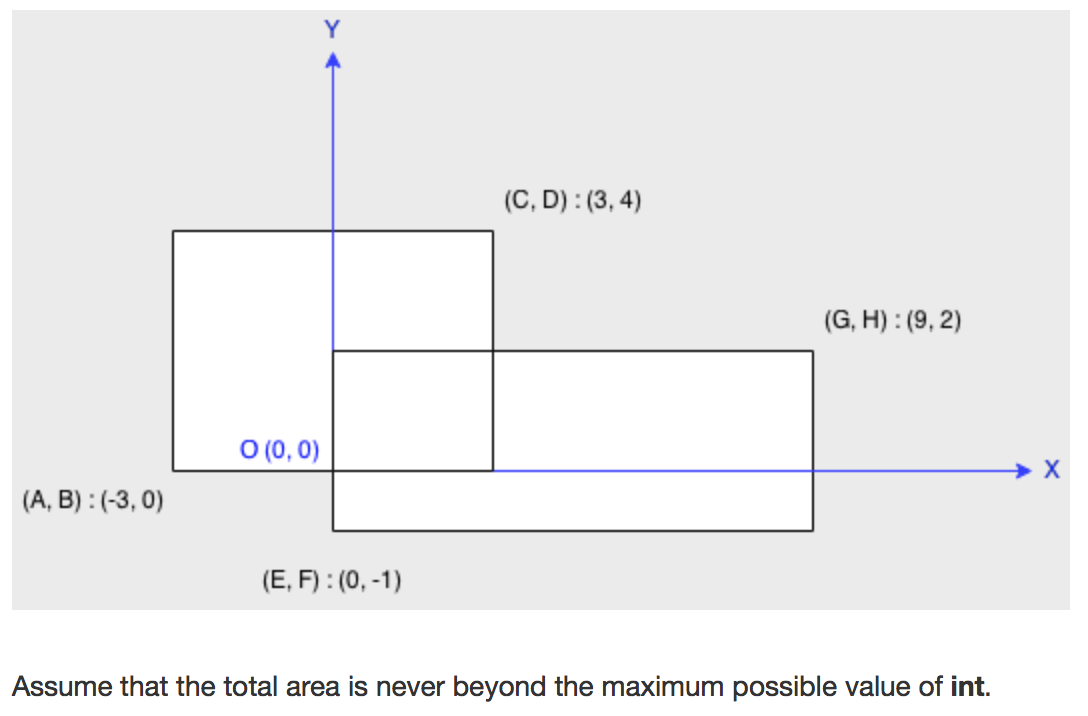 Y
(C, D) : (3, 4)
(G, H) : (9, 2)
O (0, 0)
X
(A, B) : (-3, 0)
(E, F) : (0, -1)
Assume that the total area is never beyond the maximum possible value of int.